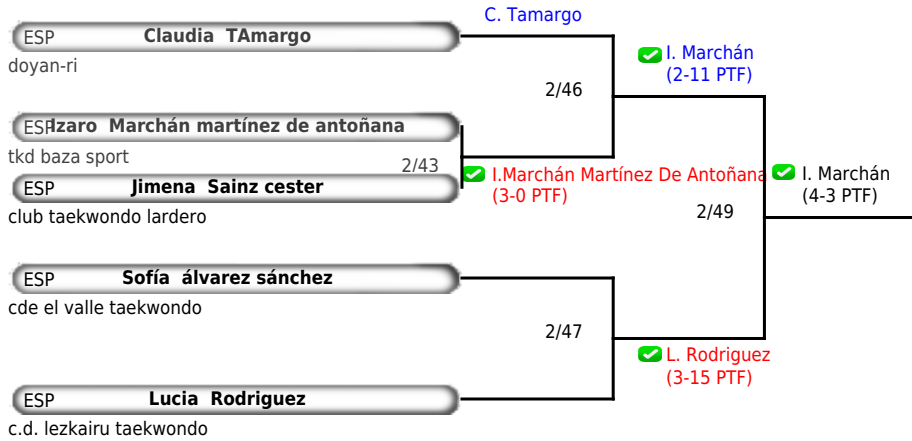 C. Tamargo
ESP Claudia TAmargo
doyan-ri
I. Marchán
(2-11 PTF)
2/46
ESP Izaro Marchán martínez de antoñana
tkd baza sport
2/43
I.Marchán Martínez De Antoñana
(3-0 PTF)
I. Marchán
(4-3 PTF)
ESP Jimena Sainz cester
club taekwondo lardero
2/49
ESP Sofía álvarez sánchez
cde el valle taekwondo
2/47
L. Rodriguez
(3-15 PTF)
ESP Lucia Rodriguez
c.d. lezkairu taekwondo